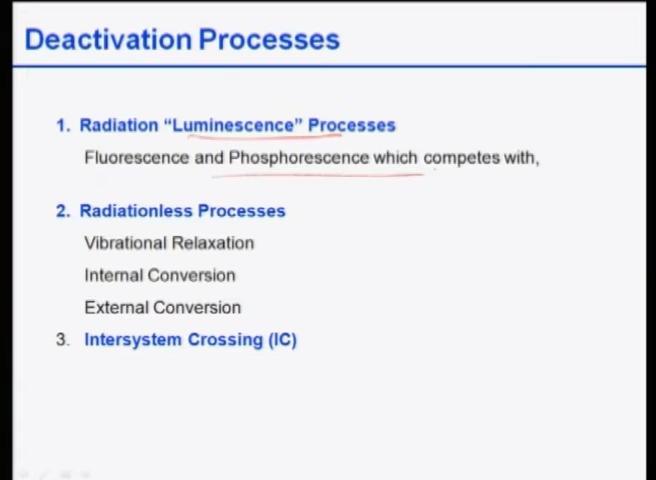 Deactivation Processes
1. Radiation “Luminescence” Processes
Fluorescence and Phosphorescence which competes with,
2. Radiationless Processes
Vibrational Relaxation
Internal Conversion
External Conversion
3. Intersystem Crossing (IC)